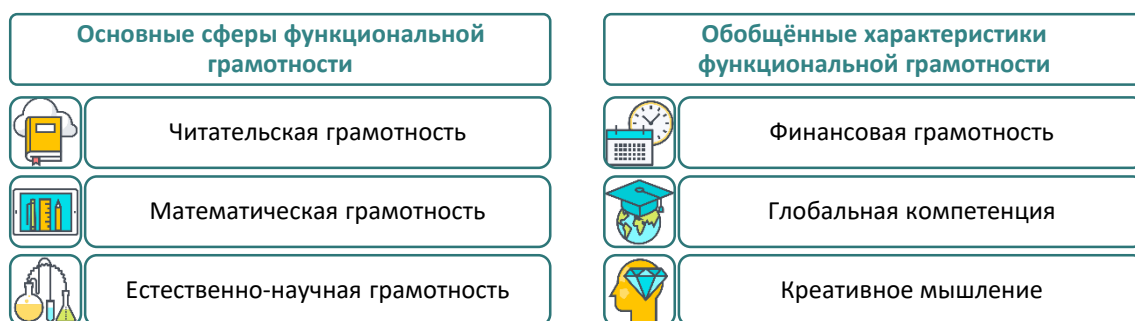 Основные сферы функциональной
грамотности
Читательская грамотность
Математическая грамотность
Естественно-научная грамотность
Обобщённые характеристики
функциональной грамотности
Финансовая грамотность
Глобальная компетенция
Креативное мышление